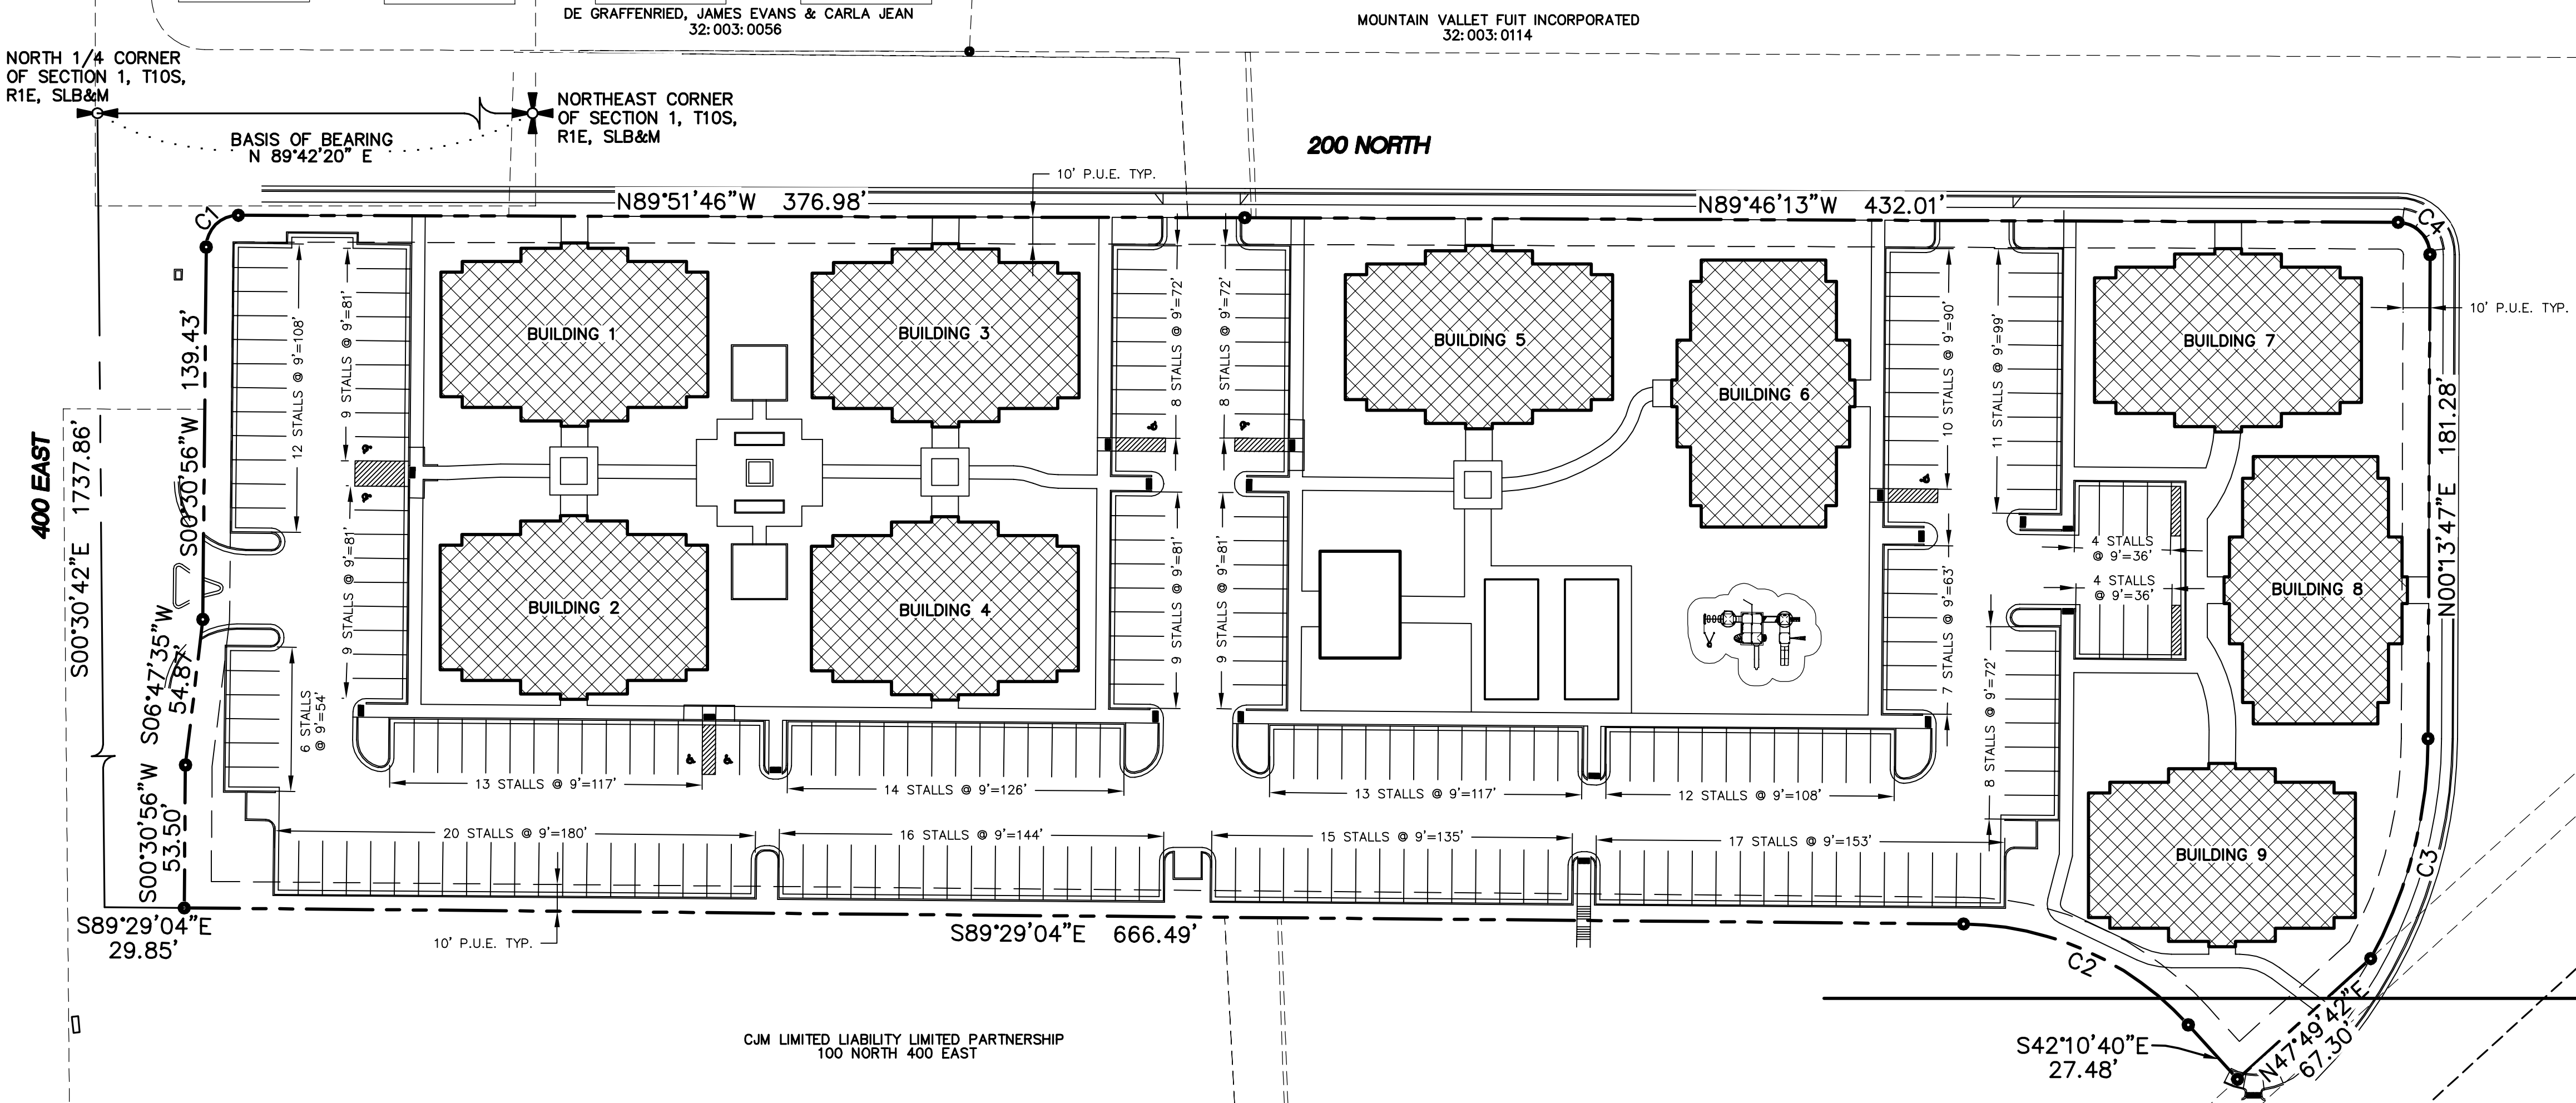 DE GRAFFENRIED, JAMES EVANS & CARLA JEAN
32:003:0056
MOUNTAIN VALLET FUIT INCORPORATED
32:003:0114
NORTH 1/4 CORNER
OF SECTION 1, T10S,
R1E, SLB&M
NORTHEAST CORNER
OF SECTION 1, T10S,
R1E, SLB&M
BASIS OF BEARING
N 89°42'20" E
200 NORTH
10' P.U.E. TYP.
N89°51'46"W 376.98'
N89°46'13"W 432.01'
C1
C4
10' P.U.E. TYP.
400 EAST
S00°30'42"E 1737.86'
S00°30'56"W 139.43'
S06°47'35"W
54.87'
S00°30'56"W
53.50'
12 STALLS @ 9'=108'
9 STALLS @ 9'=81'
9 STALLS @ 9'=81'
6 STALLS
@ 9'=54'
BUILDING 1
BUILDING 3
BUILDING 2
BUILDING 4
8 STALLS @ 9'=72'
8 STALLS @ 9'=72'
9 STALLS @ 9'=81'
9 STALLS @ 9'=81'
BUILDING 5
BUILDING 6
10 STALLS @ 9'=90'
11 STALLS @ 9'=99'
7 STALLS @ 9'=63'
8 STALLS @ 9'=72'
BUILDING 7
4 STALLS
@ 9'=36'
4 STALLS
@ 9'=36'
BUILDING 8
BUILDING 9
N00°13'47"E 181.28'
C3
13 STALLS @ 9'=117'
14 STALLS @ 9'=126'
13 STALLS @ 9'=117'
12 STALLS @ 9'=108'
20 STALLS @ 9'=180'
16 STALLS @ 9'=144'
15 STALLS @ 9'=135'
17 STALLS @ 9'=153'
S89°29'04"E
29.85'
10' P.U.E. TYP.
S89°29'04"E 666.49'
C2
S42°10'40"E
27.48'
N47°49'42"E
67.30'
CJM LIMITED LIABILITY LIMITED PARTNERSHIP
100 NORTH 400 EAST